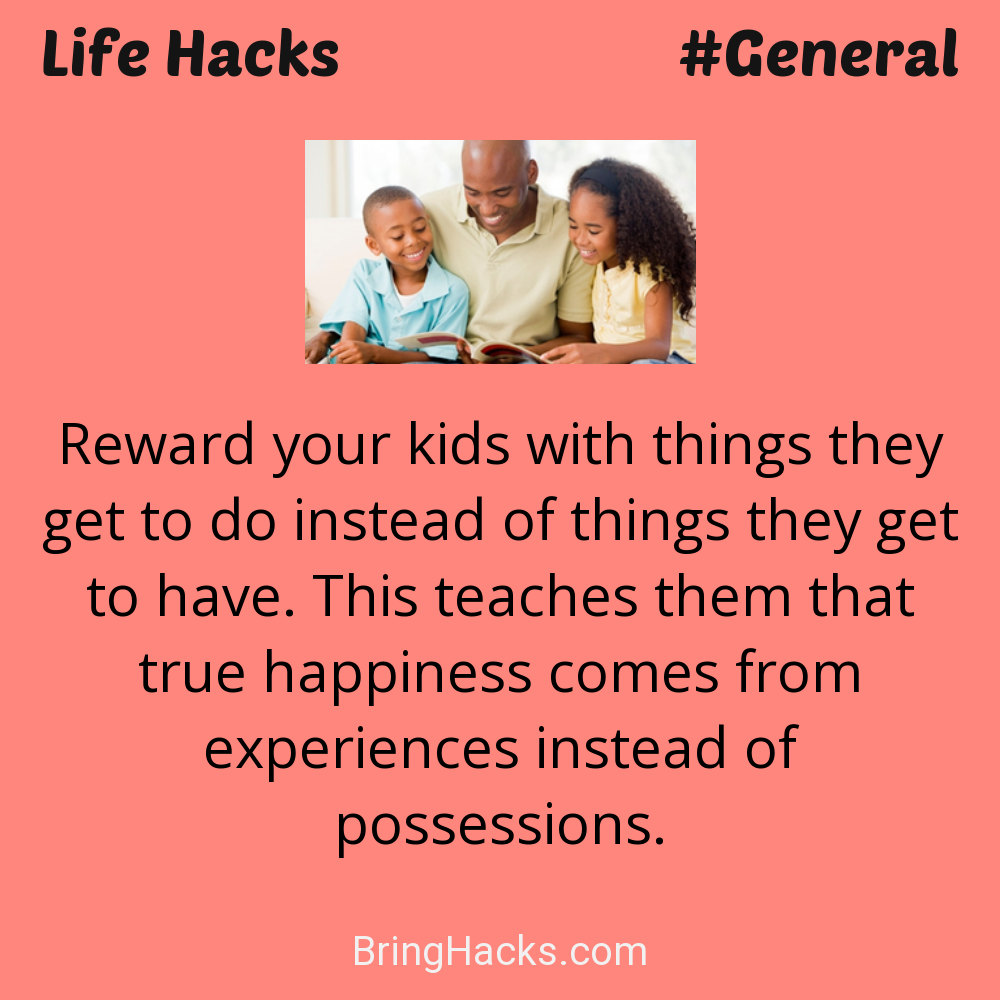 Life Hacks #General
Reward your kids with things they
get to do instead of things they get
to have. This teaches them that
true happiness comes from
experiences instead of
possessions.
BringHacks.com